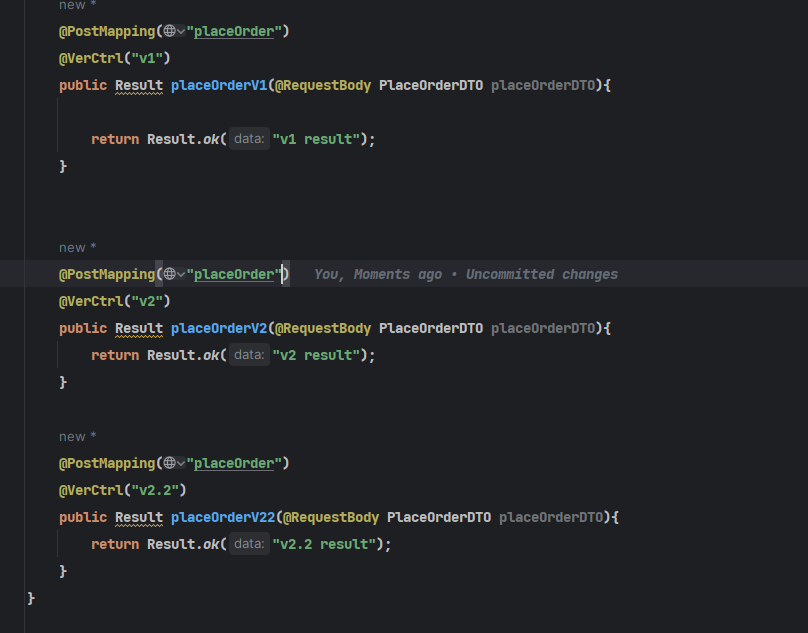 new *
@PostMapping("placeOrder")
@VerCtrl("v1")
public Result placeOrderV1(@RequestBody PlaceOrderDTO placeOrderDTO){
return Result.ok( data: "v1 result");
}
new *
@PostMapping("placeOrder") You, Moments ago • Uncommitted changes
@VerCtrl("v2")
public Result placeOrderV2(@RequestBody PlaceOrderDTO placeOrderDTO){
return Result.ok( data: "v2 result");
}
new *
@PostMapping("placeOrder")
@VerCtrl("v2.2")
public Result placeOrderV22(@RequestBody PlaceOrderDTO placeOrderDTO){
return Result.ok( data: "v2.2 result");
}
}